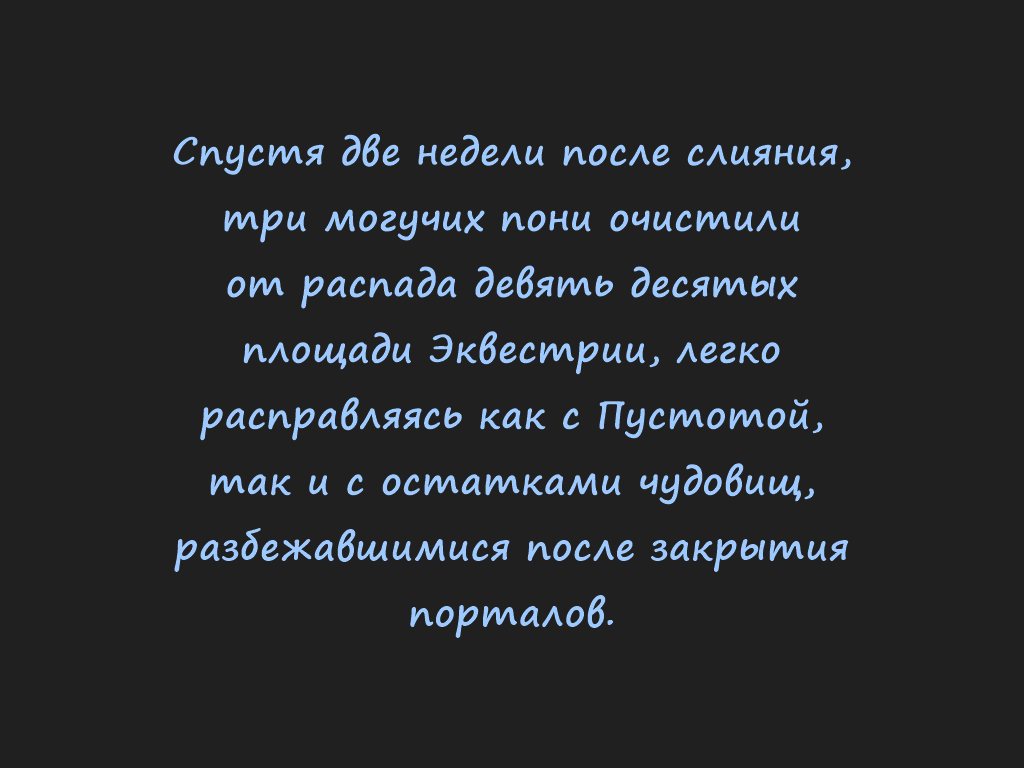 Спустя две недели после слияния,
три могучих пони очистили
от распада девять десятых
площади Эквестрии, легко
расправляясь как с Пустотой,
так и с остатками чудовищ,
разбежавшимися после закрытия
порталов.